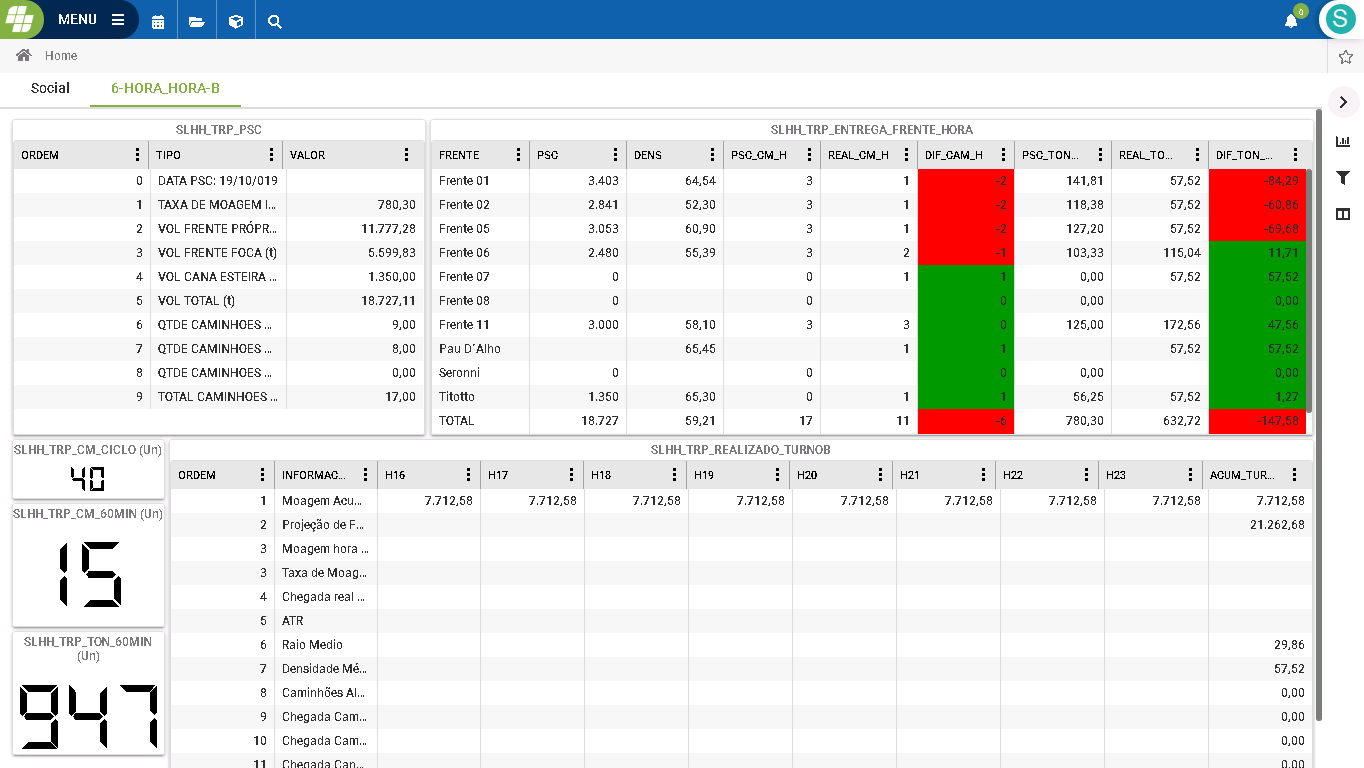 MENU
0
S
Home
Social 6-HORA_HORA-B
SLHH_TRP_PSC
ORDEM TIPO VALOR
0 DATA PSC: 19/10/019
1 TAXA DE MOAGEM I... 780,30
2 VOL FRENTE PRÓPR... 11.777,28
3 VOL FRENTE FOCA (t) 5.599,83
4 VOL CANA ESTEIRA ... 1.350,00
5 VOL TOTAL (t) 18.727,11
6 QTDE CAMINHOES ... 9,00
7 QTDE CAMINHOES ... 8,00
8 QTDE CAMINHOES ... 0,00
9 TOTAL CAMINHOES ... 17,00
SLHH_TRP_ENTREGA_FRENTE_HORA
FRENTE PSC DENS PSC_CM_H REAL_CM_H DIF_CAM_H PSC_TON... REAL_TO... DIF_TON_...
Frente 01 3.403 64,54 3 1 -2 141,81 57,52 -84,29
Frente 02 2.841 52,30 3 1 -2 118,38 57,52 -60,86
Frente 05 3.053 60,90 3 1 -2 127,20 57,52 -69,68
Frente 06 2.480 55,39 3 2 -1 103,33 115,04 11,71
Frente 07 0 0 1 1 0,00 57,52 57,52
Frente 08 0 0 0 0,00 0,00
Frente 11 3.000 58,10 3 3 0 125,00 172,56 47,56
Pau D´Alho 65,45 1 1 57,52 57,52
Seronni 0 0 0 0,00 0,00
Titotto 1.350 65,30 0 1 1 56,25 57,52 1,27
TOTAL 18.727 59,21 17 11 -6 780,30 632,72 -147,58
SLHH_TRP_CM_CICLO (Un)
40
SLHH_TRP_CM_60MIN (Un)
15
SLHH_TRP_TON_60MIN
(Un)
947
SLHH_TRP_REALIZADO_TURNOB
ORDEM INFORMAC... H16 H17 H18 H19 H20 H21 H22 H23 ACUM_TUR...
1 Moagem Acu... 7.712,58 7.712,58 7.712,58 7.712,58 7.712,58 7.712,58 7.712,58 7.712,58 7.712,58
2 Projeção de F... 21.262,68
3 Moagem hora ...
3 Taxa de Moag...
4 Chegada real ...
5 ATR
6 Raio Medio 29,86
7 Densidade Mé... 57,52
8 Caminhões Al... 0,00
9 Chegada Cam... 0,00
10 Chegada Cam... 0,00
11 Chegada Can... 0,00